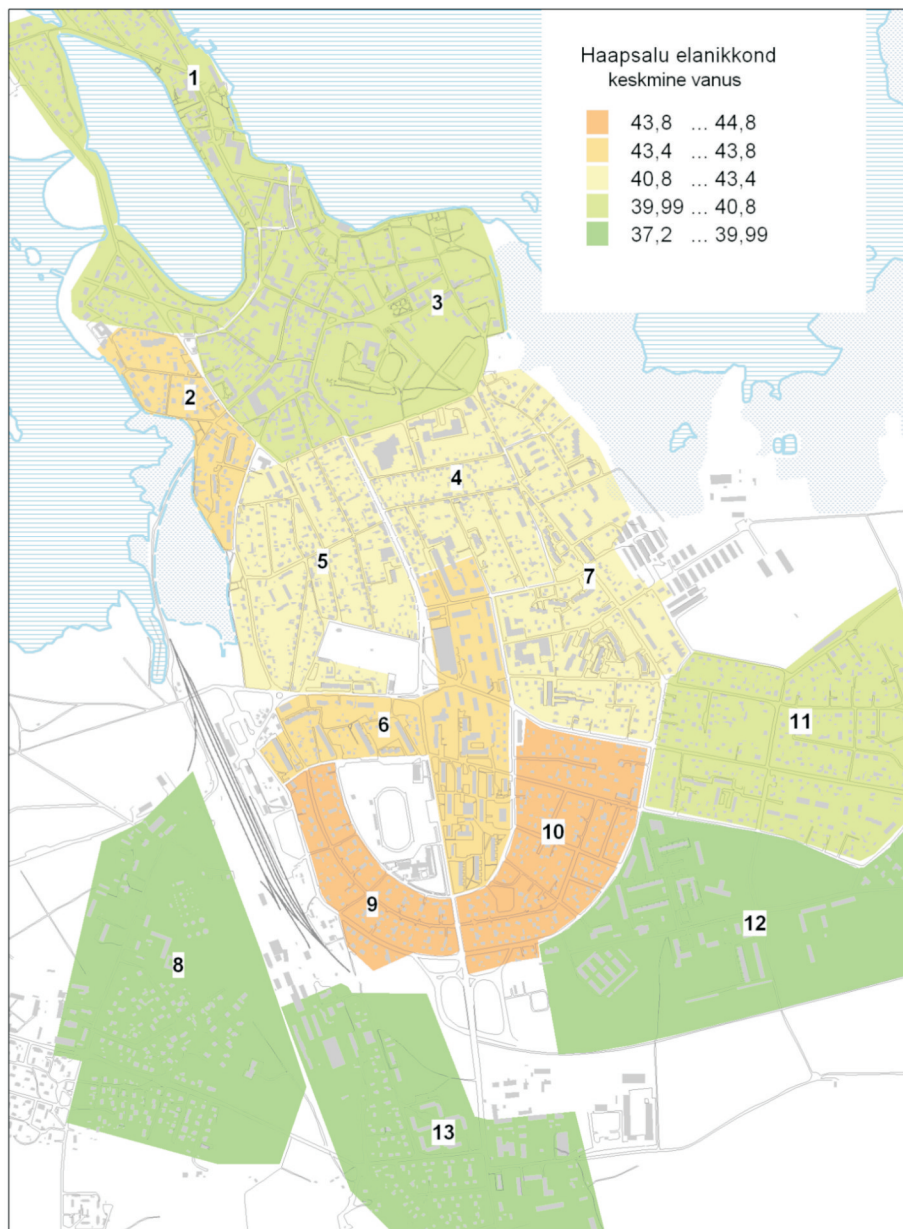 Haapsalu elanikkond
keskmine vanus
43,8 ... 44,8
43,4 ... 43,8
40,8 ... 43,4
39,99 ... 40,8
37,2 ... 39,99
1
3
2
4
5
7
11
6
10
9
12
8
13